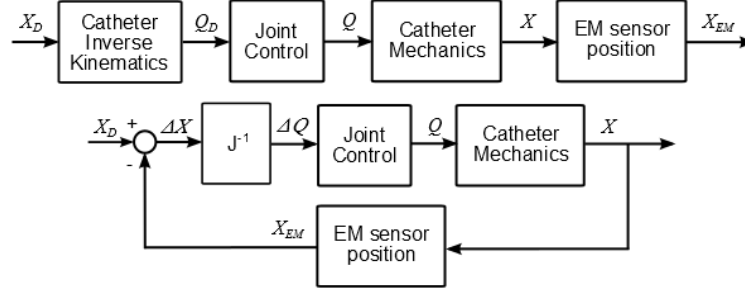 X_D
Catheter
Inverse
Kinematics
Q_D
Joint
Control
Q
Catheter
Mechanics
X
EM sensor
position
X_EM
X_D
+
-
ΔX
J⁻¹
ΔQ
Joint
Control
Q
Catheter
Mechanics
X
X_EM
EM sensor
position